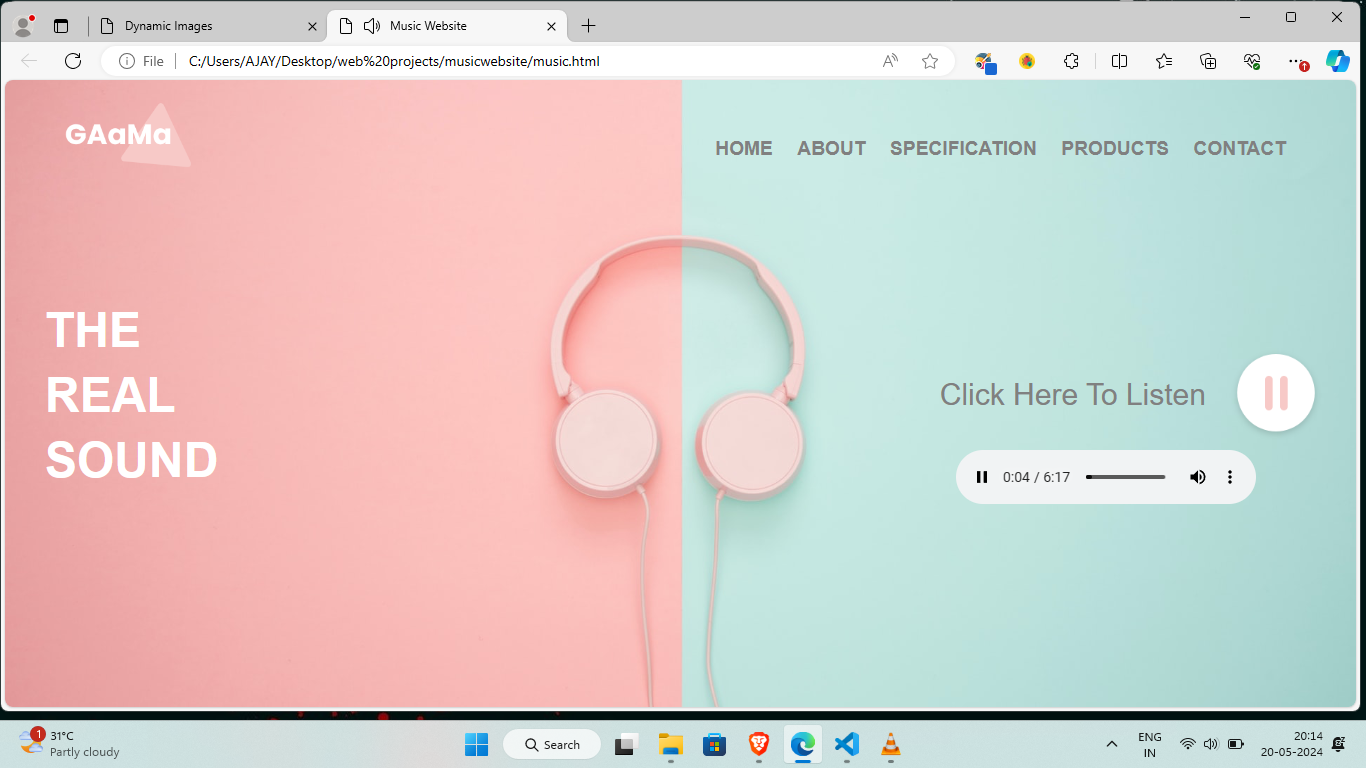 Dynamic Images
Music Website
File
C:/Users/AJAY/Desktop/web%20projects/musicwebsite/music.html
GAaMa
HOME ABOUT SPECIFICATION PRODUCTS CONTACT
THE
REAL
SOUND
Click Here To Listen
0:04 / 6:17
1
31°C
Partly cloudy
Search
ENG
IN
20:14
20-05-2024